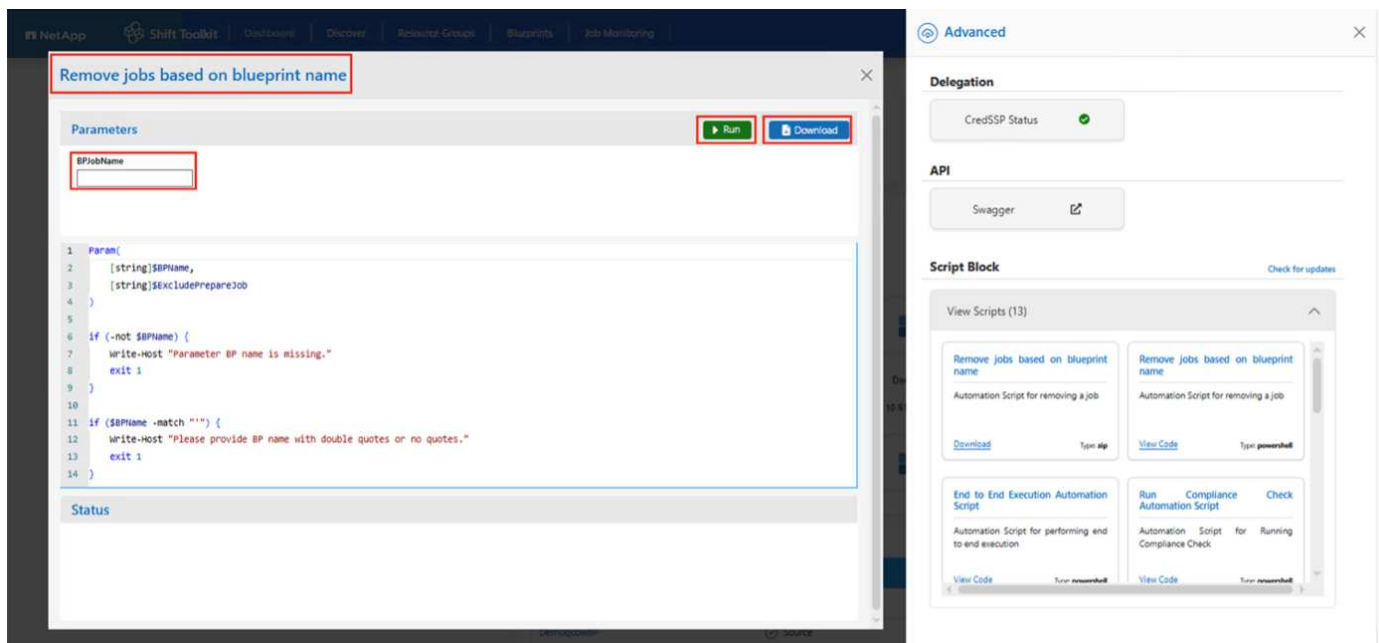 NetApp
Shift Toolkit
Dashboard
Discover
Resource Groups
Blueprints
Job Monitoring
Remove jobs based on blueprint name
Parameters
Run
Download
BPJobName
1 Param(
2 [string]$BPName,
3 [string]$ExcludePrepareJob
4 )
5
6 if (-not $BPName) {
7 Write-Host "Parameter BP name is missing."
8 exit 1
9 }
10
11 if ($BPName -match "'") {
12 Write-Host "Please provide BP name with double quotes or no quotes."
13 exit 1
14 }
Status
Source
Advanced
Delegation
CredSSP Status
API
Swagger
Script Block
Check for updates
View Scripts (13)
Remove jobs based on blueprint
name
Automation Script for removing a job
Download
Type: zip
Remove jobs based on blueprint
name
Automation Script for removing a job
View Code
Type: powershell
End to End Execution Automation
Script
Automation Script for performing end
to end execution
View Code
Type: powershell
Run Compliance Check
Automation Script
Automation Script for Running
Compliance Check
View Code
Type: powershell